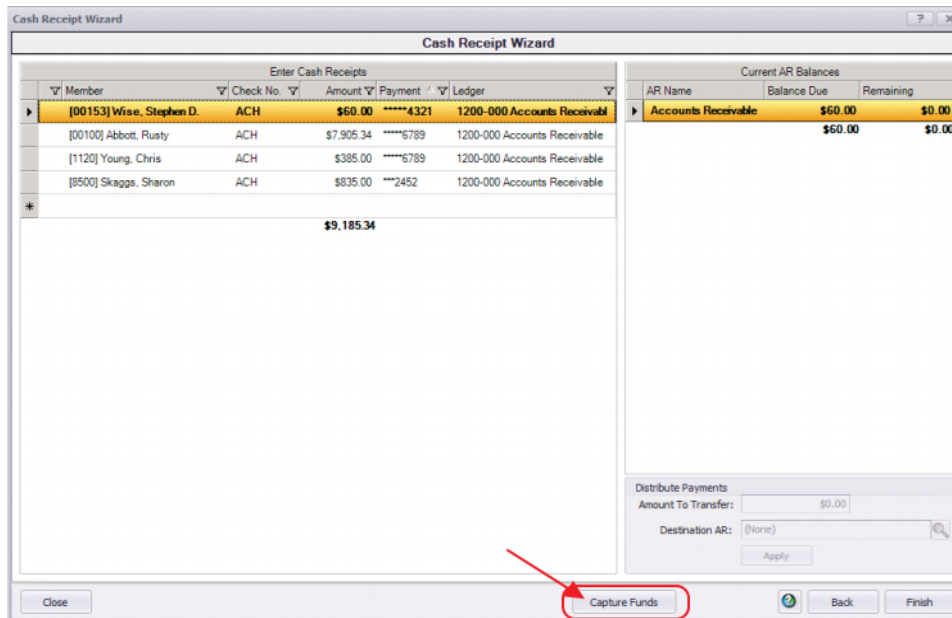 Cash Receipt Wizard
Cash Receipt Wizard
Enter Cash Receipts
Member Check No. Amount Payment Ledger
[00153] Wise, Stephen D. ACH $60.00 *****4321 1200-000 Accounts Receivabl
[00100] Abbott, Rusty ACH $7,905.34 *****6789 1200-000 Accounts Receivable
[1120] Young, Chris ACH $385.00 *****6789 1200-000 Accounts Receivable
[8500] Skaggs, Sharon ACH $835.00 ***2452 1200-000 Accounts Receivable
$9,185.34
Current AR Balances
AR Name Balance Due Remaining
Accounts Receivable $60.00 $0.00
$60.00 $0.00
Distribute Payments
Amount To Transfer: $0.00
Destination AR: (None)
Apply
Close Capture Funds Back Finish